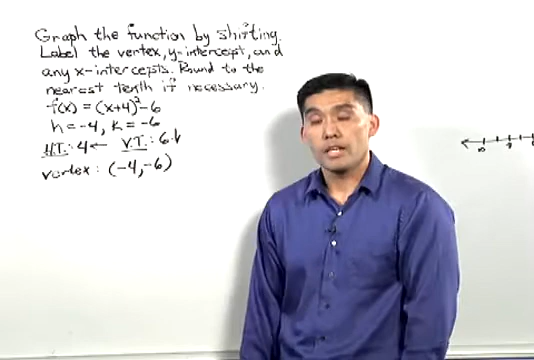 Graph the function by shifting.
Label the vertex, y-intercept, and
any x-intercepts. Round to the
nearest tenth if necessary.
f(x) = (x+4)² - 6
h = -4, k = -6
H.T.: 4 ← V.T.: 6 ↓
vertex: (-4, -6)